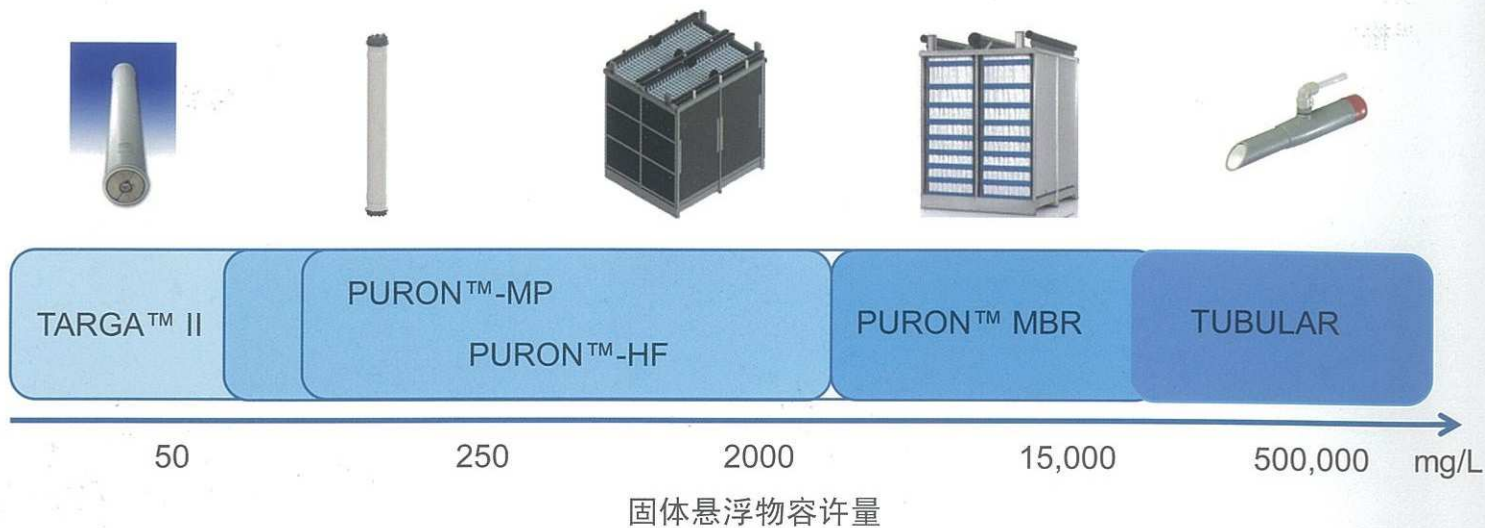 TARGA™ II
PURON™-MP
PURON™-HF
PURON™ MBR
TUBULAR
50 250 2000 15,000 500,000 mg/L
固体悬浮物容许量